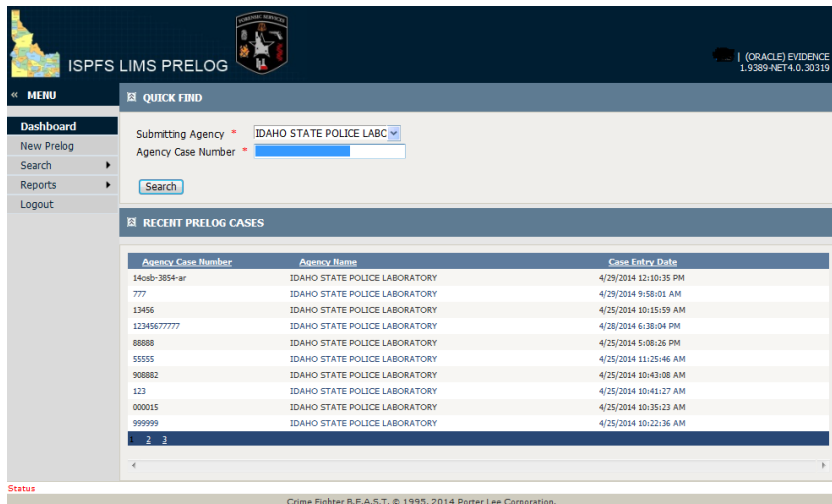 FORENSIC SERVICES
ISPFS LIMS PRELOG
| (ORACLE) EVIDENCE
1.9389-NET4.0.30319
« MENU
QUICK FIND
Dashboard
New Prelog
Search
Reports
Logout
Submitting Agency * IDAHO STATE POLICE LABC
Agency Case Number *
Search
RECENT PRELOG CASES
Agency Case Number Agency Name Case Entry Date
14osb-3854-ar IDAHO STATE POLICE LABORATORY 4/29/2014 12:10:35 PM
777 IDAHO STATE POLICE LABORATORY 4/29/2014 9:58:01 AM
13456 IDAHO STATE POLICE LABORATORY 4/25/2014 10:15:59 AM
12345677777 IDAHO STATE POLICE LABORATORY 4/28/2014 6:38:04 PM
88888 IDAHO STATE POLICE LABORATORY 4/25/2014 5:08:26 PM
55555 IDAHO STATE POLICE LABORATORY 4/25/2014 11:25:46 AM
908882 IDAHO STATE POLICE LABORATORY 4/25/2014 10:43:08 AM
123 IDAHO STATE POLICE LABORATORY 4/25/2014 10:41:27 AM
000015 IDAHO STATE POLICE LABORATORY 4/25/2014 10:35:23 AM
999999 IDAHO STATE POLICE LABORATORY 4/25/2014 10:22:36 AM
1 2 3
Status
Crime Fighter B.E.A.S.T. © 1995, 2014 Porter Lee Corporation.